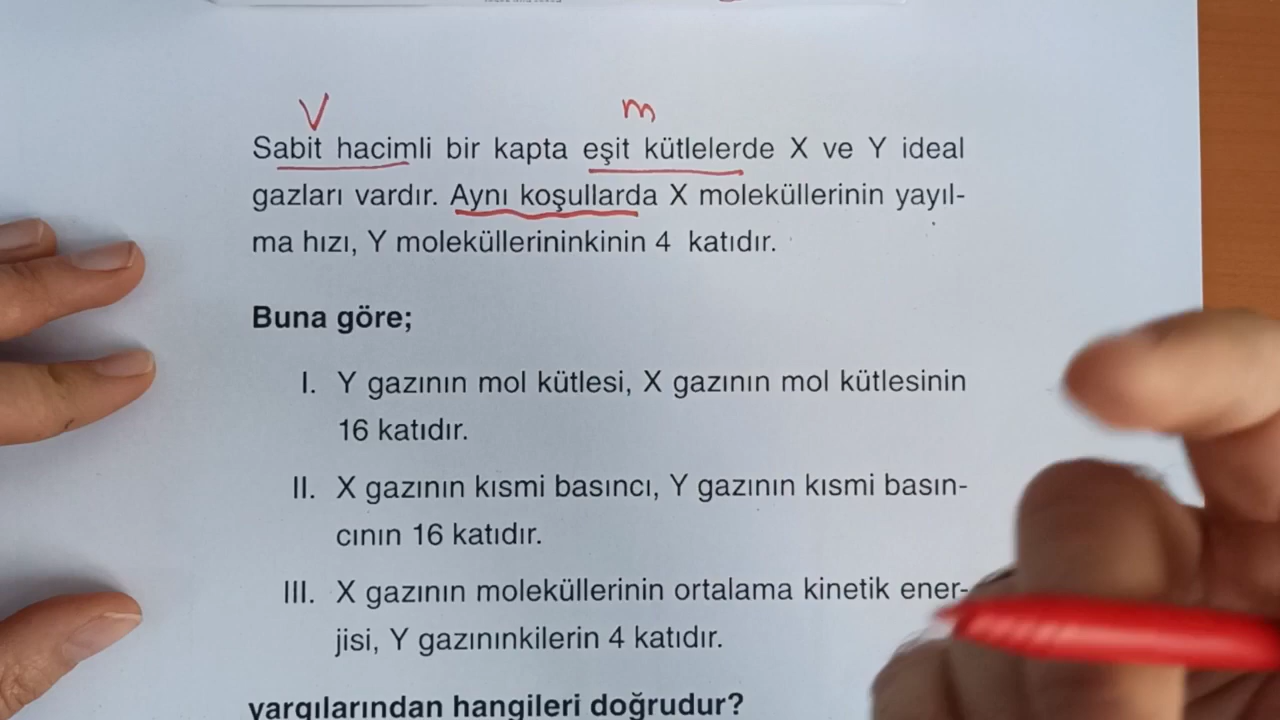 V m
Sabit hacimli bir kapta eşit kütlelerde X ve Y ideal
gazları vardır. Aynı koşullarda X moleküllerinin yayıl-
ma hızı, Y moleküllerininkinin 4 katıdır.
Buna göre;
I. Y gazının mol kütlesi, X gazının mol kütlesinin
16 katıdır.
II. X gazının kısmi basıncı, Y gazının kısmi basın-
cının 16 katıdır.
III. X gazının moleküllerinin ortalama kinetik ener-
jisi, Y gazınınkilerin 4 katıdır.
yargılarından hangileri doğrudur?